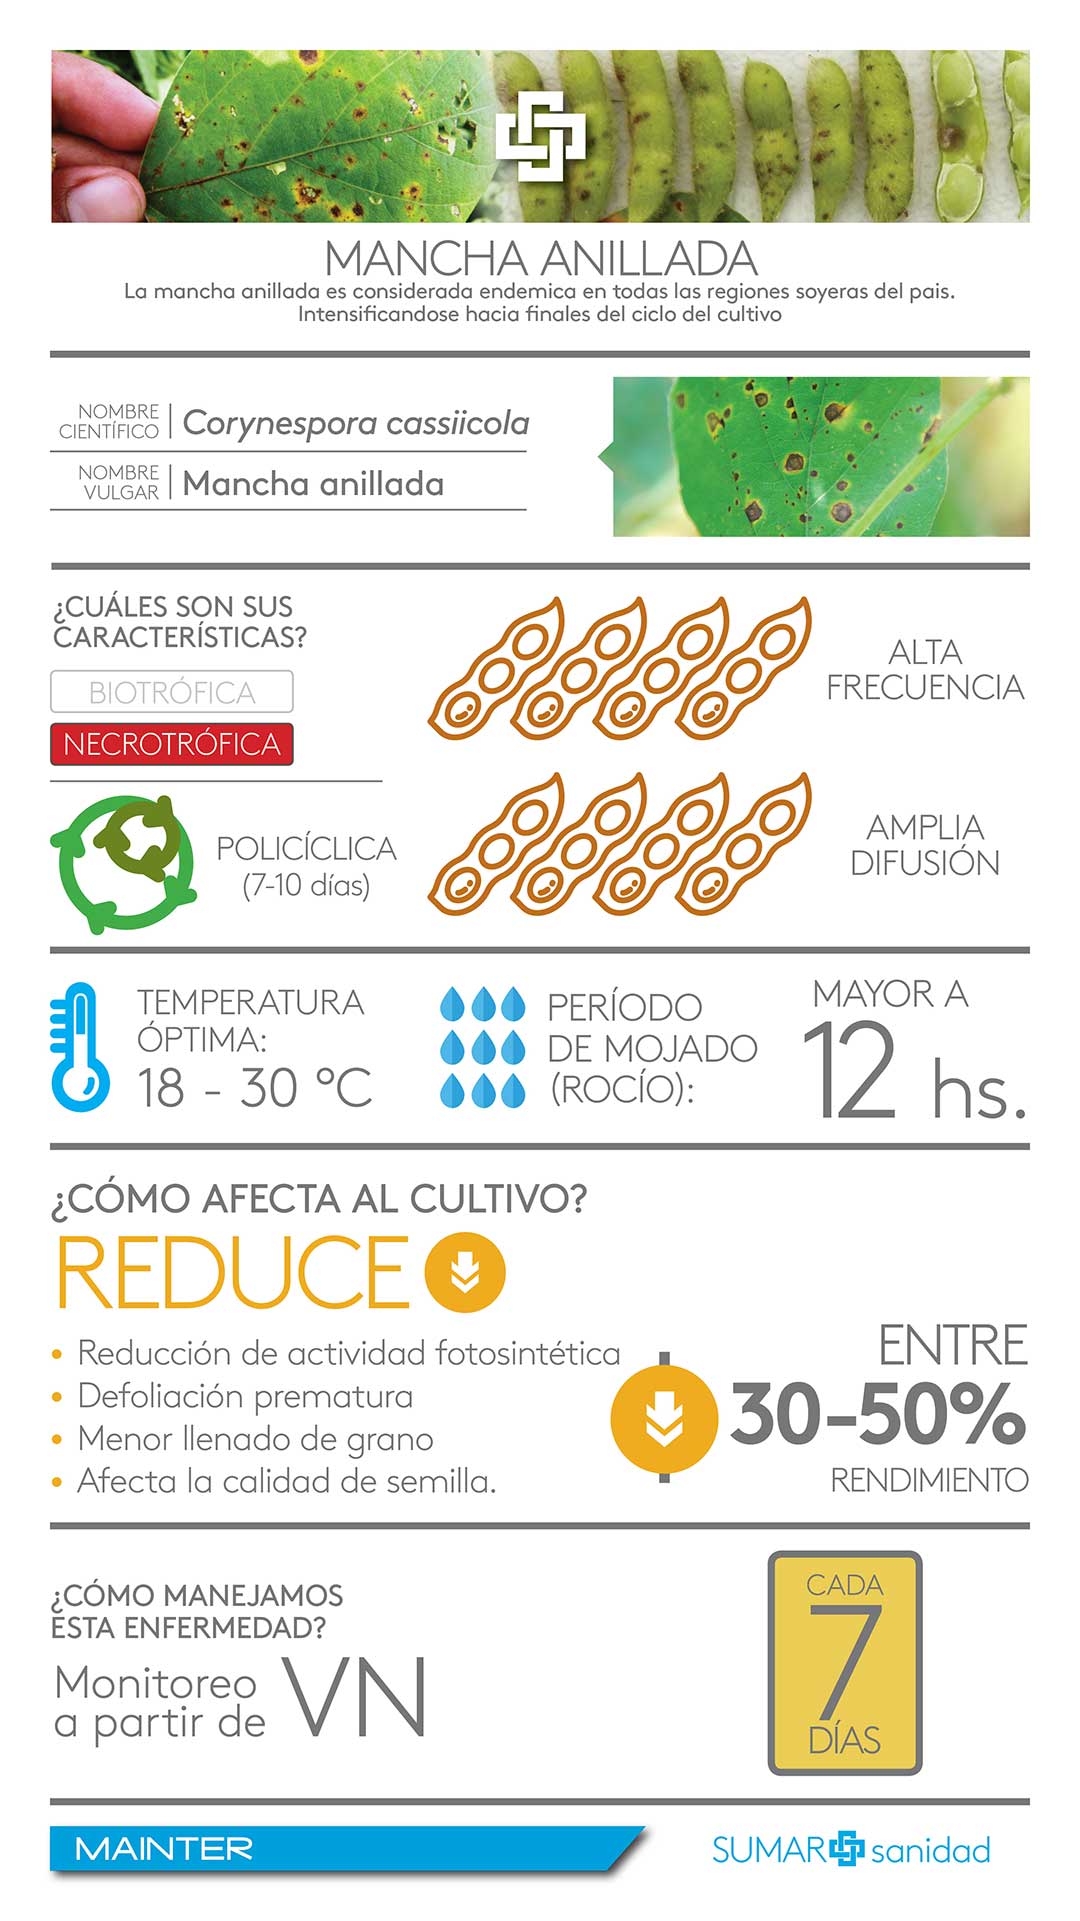 MANCHA ANILLADA
La mancha anillada es considerada endemica en todas las regiones soyeras del pais.
Intensificandose hacia finales del ciclo del cultivo
NOMBRE
CIENTÍFICO
Corynespora cassiicola
NOMBRE
VULGAR
Mancha anillada
¿CUÁLES SON SUS
CARACTERÍSTICAS?
BIOTRÓFICA
NECROTRÓFICA
POLICÍCLICA
(7-10 días)
ALTA
FRECUENCIA
AMPLIA
DIFUSIÓN
TEMPERATURA
ÓPTIMA:
18 - 30 °C
PERÍODO
DE MOJADO
(ROCÍO):
MAYOR A
12 hs.
¿CÓMO AFECTA AL CULTIVO?
REDUCE
• Reducción de actividad fotosintética
• Defoliación prematura
• Menor llenado de grano
• Afecta la calidad de semilla.
ENTRE
30-50%
RENDIMIENTO
¿CÓMO MANEJAMOS
ESTA ENFERMEDAD?
Monitoreo
a partir de VN
CADA
7
DÍAS
MAINTER
SUMAR sanidad